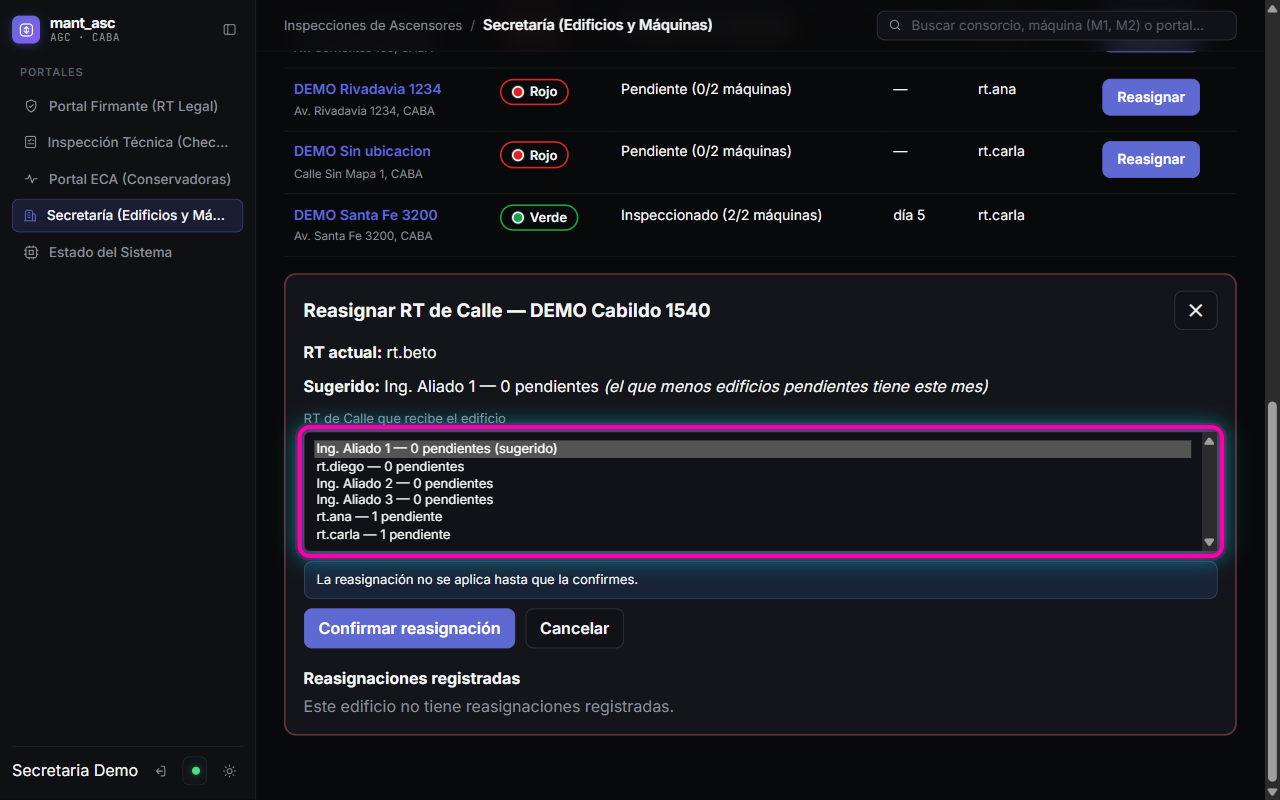 mant_asc
AGC · CABA
PORTALES
Portal Firmante (RT Legal)
Inspección Técnica (Chec...
Portal ECA (Conservadoras)
Secretaría (Edificios y Má...
Estado del Sistema
Secretaria Demo
Inspecciones de Ascensores / Secretaría (Edificios y Máquinas)
Buscar consorcio, máquina (M1, M2) o portal...
DEMO Rivadavia 1234 Rojo Pendiente (0/2 máquinas) — rt.ana Reasignar
Av. Rivadavia 1234, CABA
DEMO Sin ubicacion Rojo Pendiente (0/2 máquinas) — rt.carla Reasignar
Calle Sin Mapa 1, CABA
DEMO Santa Fe 3200 Verde Inspeccionado (2/2 máquinas) día 5 rt.carla
Av. Santa Fe 3200, CABA
Reasignar RT de Calle — DEMO Cabildo 1540
RT actual: rt.beto
Sugerido: Ing. Aliado 1 — 0 pendientes (el que menos edificios pendientes tiene este mes)
RT de Calle que recibe el edificio
Ing. Aliado 1 — 0 pendientes (sugerido)
rt.diego — 0 pendientes
Ing. Aliado 2 — 0 pendientes
Ing. Aliado 3 — 0 pendientes
rt.ana — 1 pendiente
rt.carla — 1 pendiente
La reasignación no se aplica hasta que la confirmes.
Confirmar reasignación Cancelar
Reasignaciones registradas
Este edificio no tiene reasignaciones registradas.